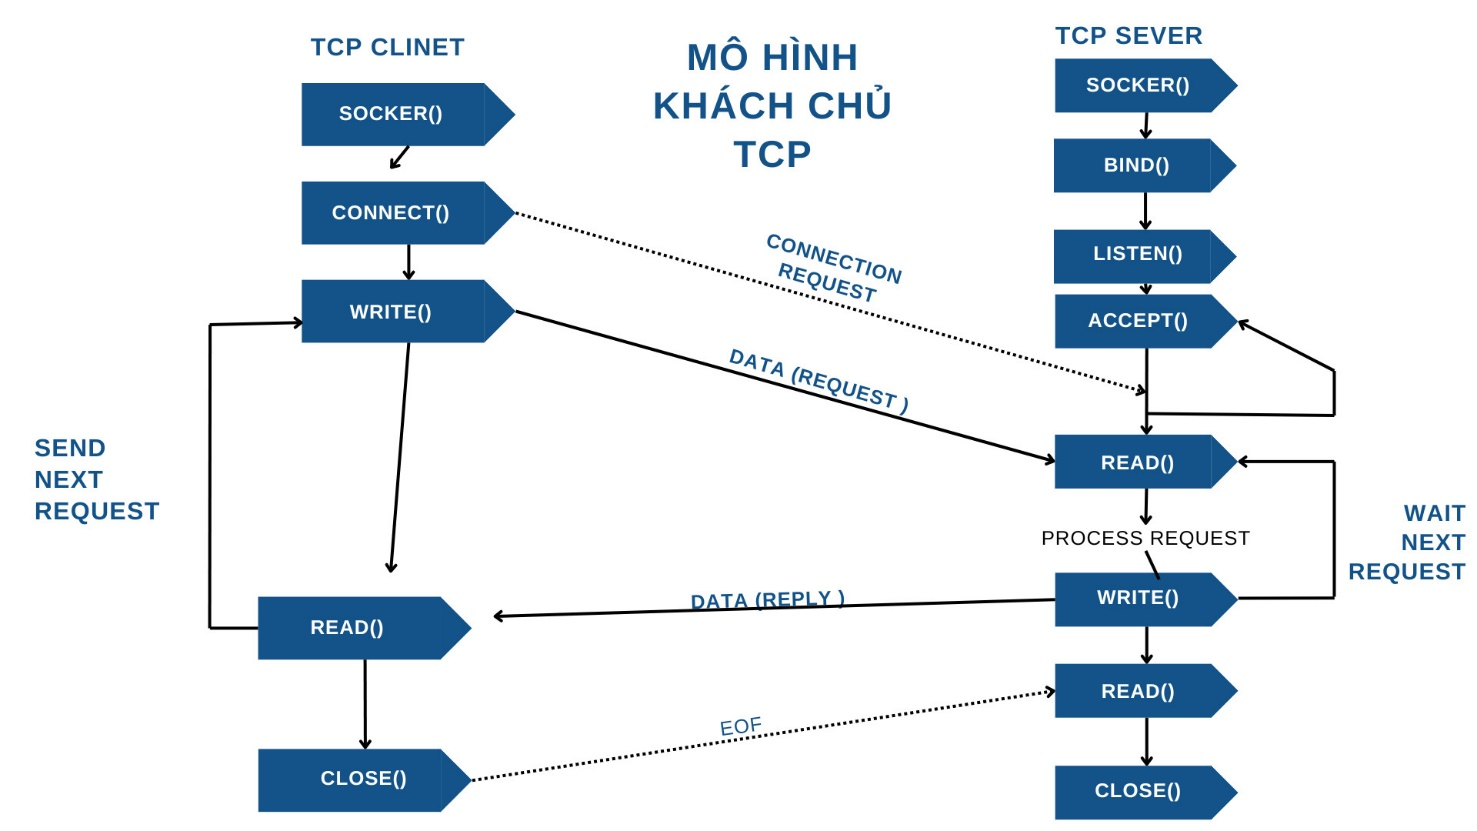 TCP CLINET
SOCKER()
CONNECT()
WRITE()
SEND
NEXT
REQUEST
READ()
CLOSE()
MÔ HÌNH
KHÁCH CHỦ
TCP
CONNECTION
REQUEST
DATA (REQUEST )
DATA (REPLY )
EOF
TCP SEVER
SOCKER()
BIND()
LISTEN()
ACCEPT()
READ()
PROCESS REQUEST
WRITE()
READ()
CLOSE()
WAIT
NEXT
REQUEST